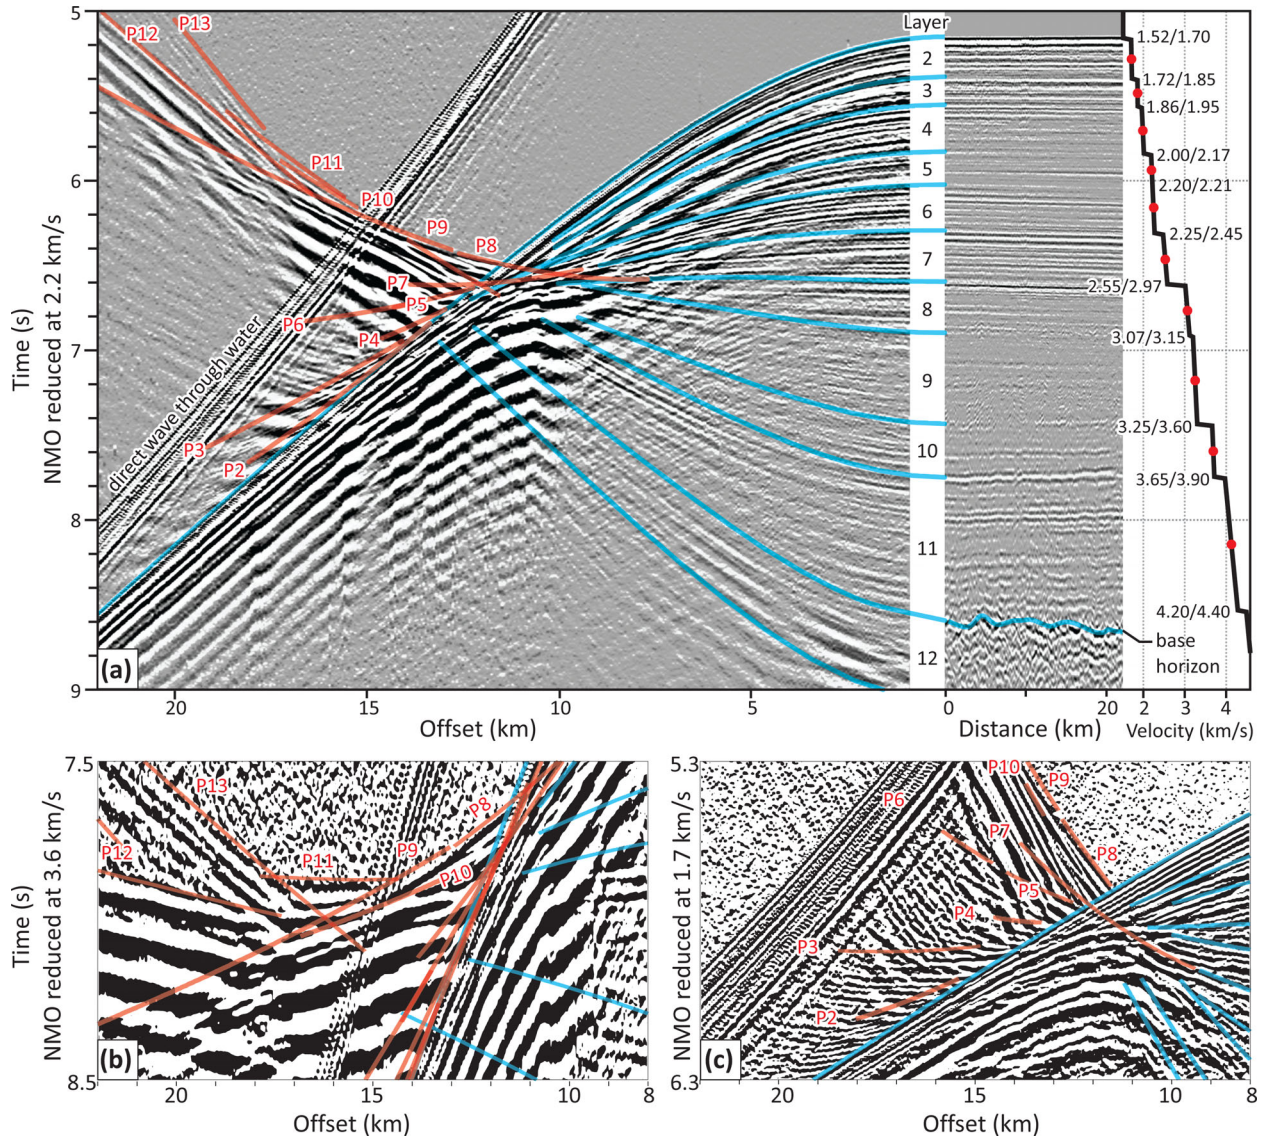 5
6
7
8
9
Time (s)
NMO reduced at 2.2 km/s
P12
P13
P11
P10
P9
P8
P7
P5
P6
P4
P3
P2
direct wave through water
Layer
2
3
4
5
6
7
8
9
10
11
12
1.52/1.70
1.72/1.85
1.86/1.95
2.00/2.17
2.20/2.21
2.25/2.45
2.55/2.97
3.07/3.15
3.25/3.60
3.65/3.90
4.20/4.40
base
horizon
(a)
20
15
10
5
0
20
2
3
4
Offset (km)
Distance (km)
Velocity (km/s)
7.5
8.5
Time (s)
NMO reduced at 3.6 km/s
P13
P12
P11
P9
P8
P10
(b)
20
15
10
8
Offset (km)
5.3
6.3
NMO reduced at 1.7 km/s
P10
P9
P6
P7
P8
P5
P4
P3
P2
(c)
20
15
10
8
Offset (km)